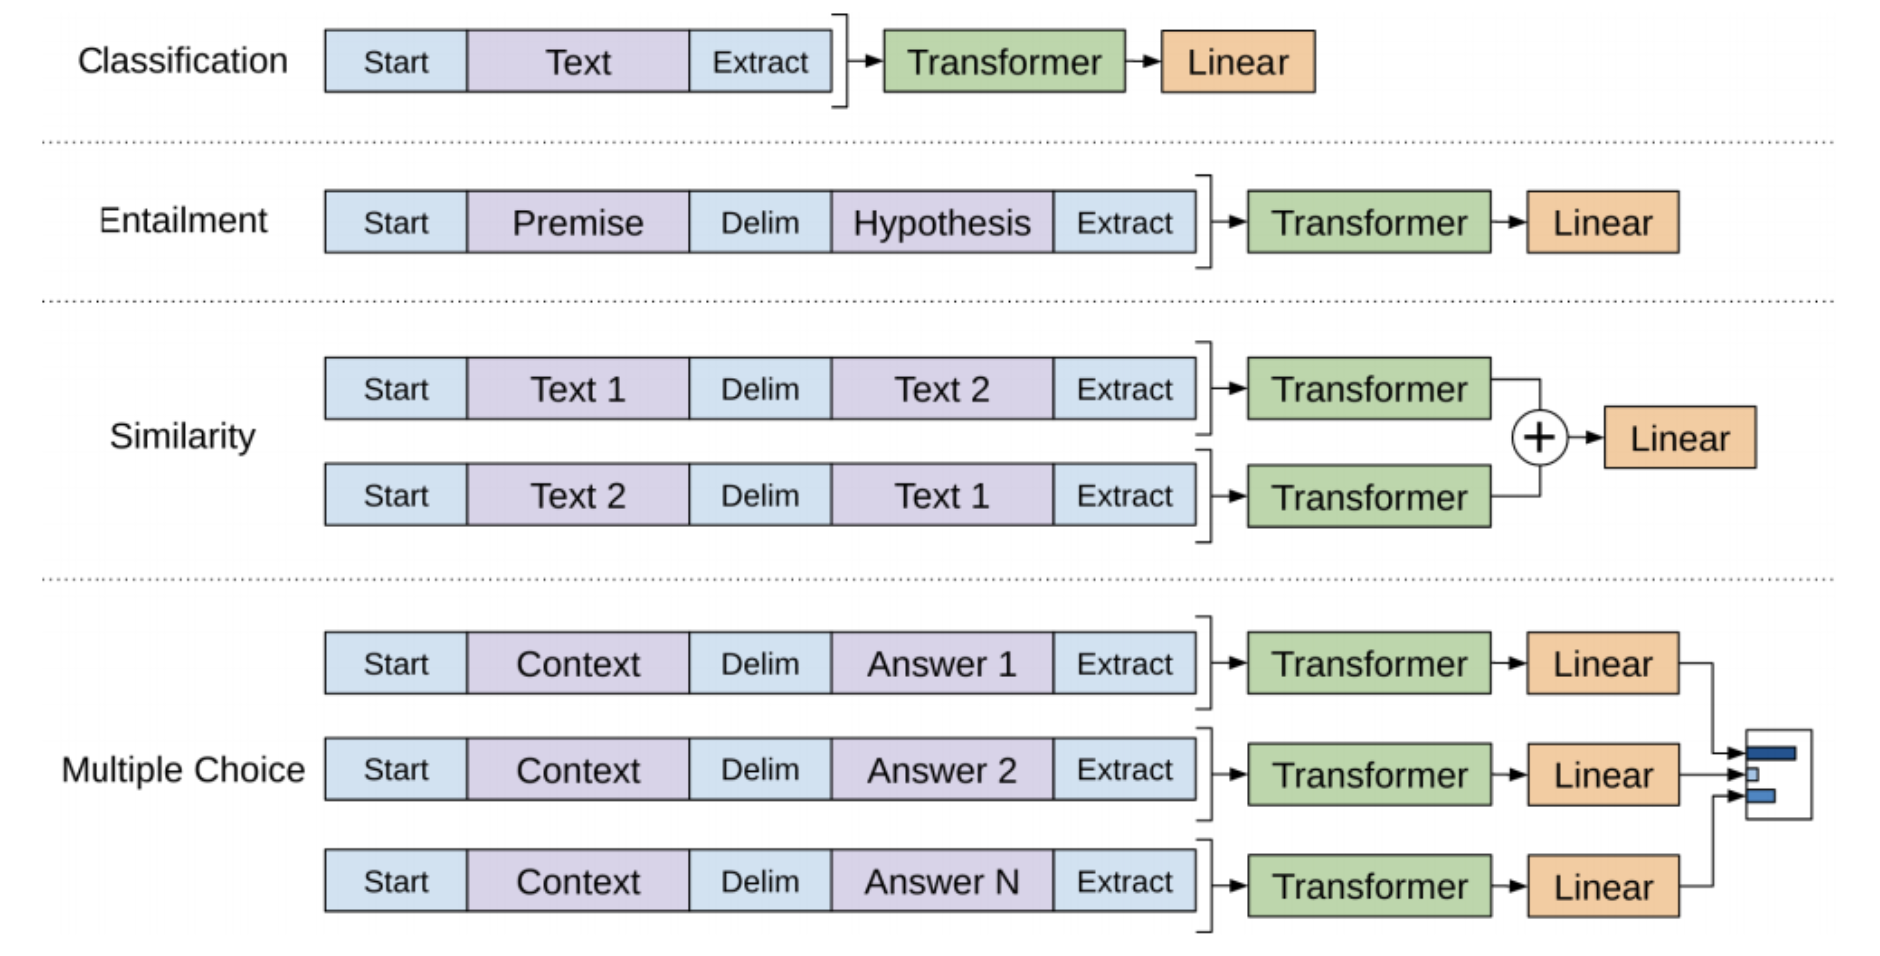 Classification Start Text Extract Transformer Linear
Entailment Start Premise Delim Hypothesis Extract Transformer Linear
Start Text 1 Delim Text 2 Extract Transformer
Similarity + Linear
Start Text 2 Delim Text 1 Extract Transformer
Start Context Delim Answer 1 Extract Transformer Linear
Multiple Choice Start Context Delim Answer 2 Extract Transformer Linear
Start Context Delim Answer N Extract Transformer Linear